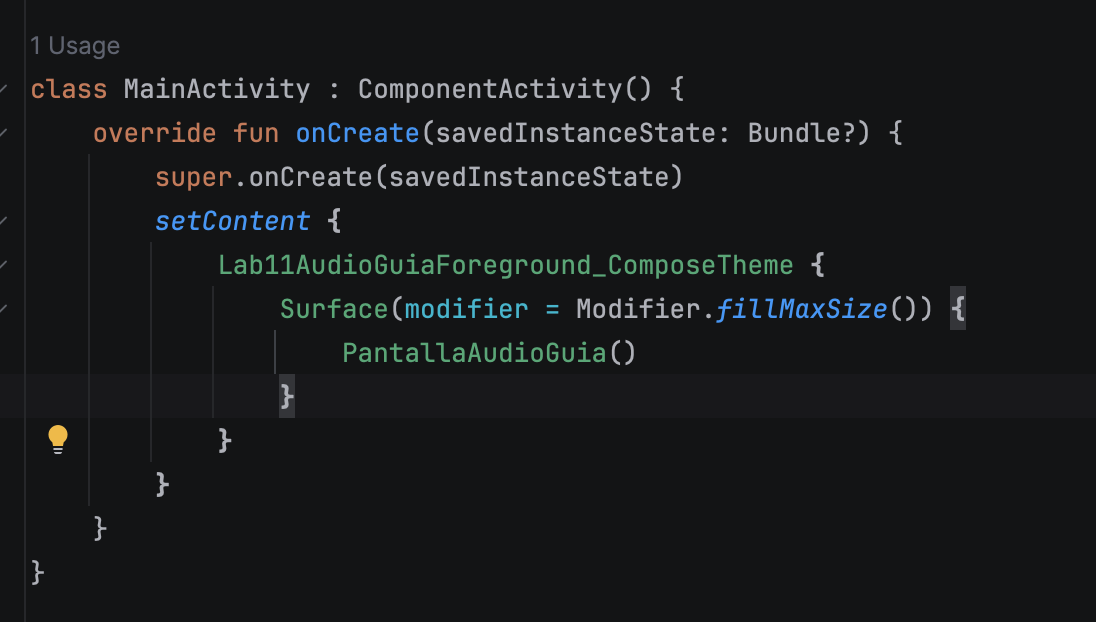 1 Usage
class MainActivity : ComponentActivity() {
    override fun onCreate(savedInstanceState: Bundle?) {
        super.onCreate(savedInstanceState)
        setContent {
            Lab11AudioGuiaForeground_ComposeTheme {
                Surface(modifier = Modifier.fillMaxSize()) {
                    PantallaAudioGuia()
                }
            }
        }
    }
}